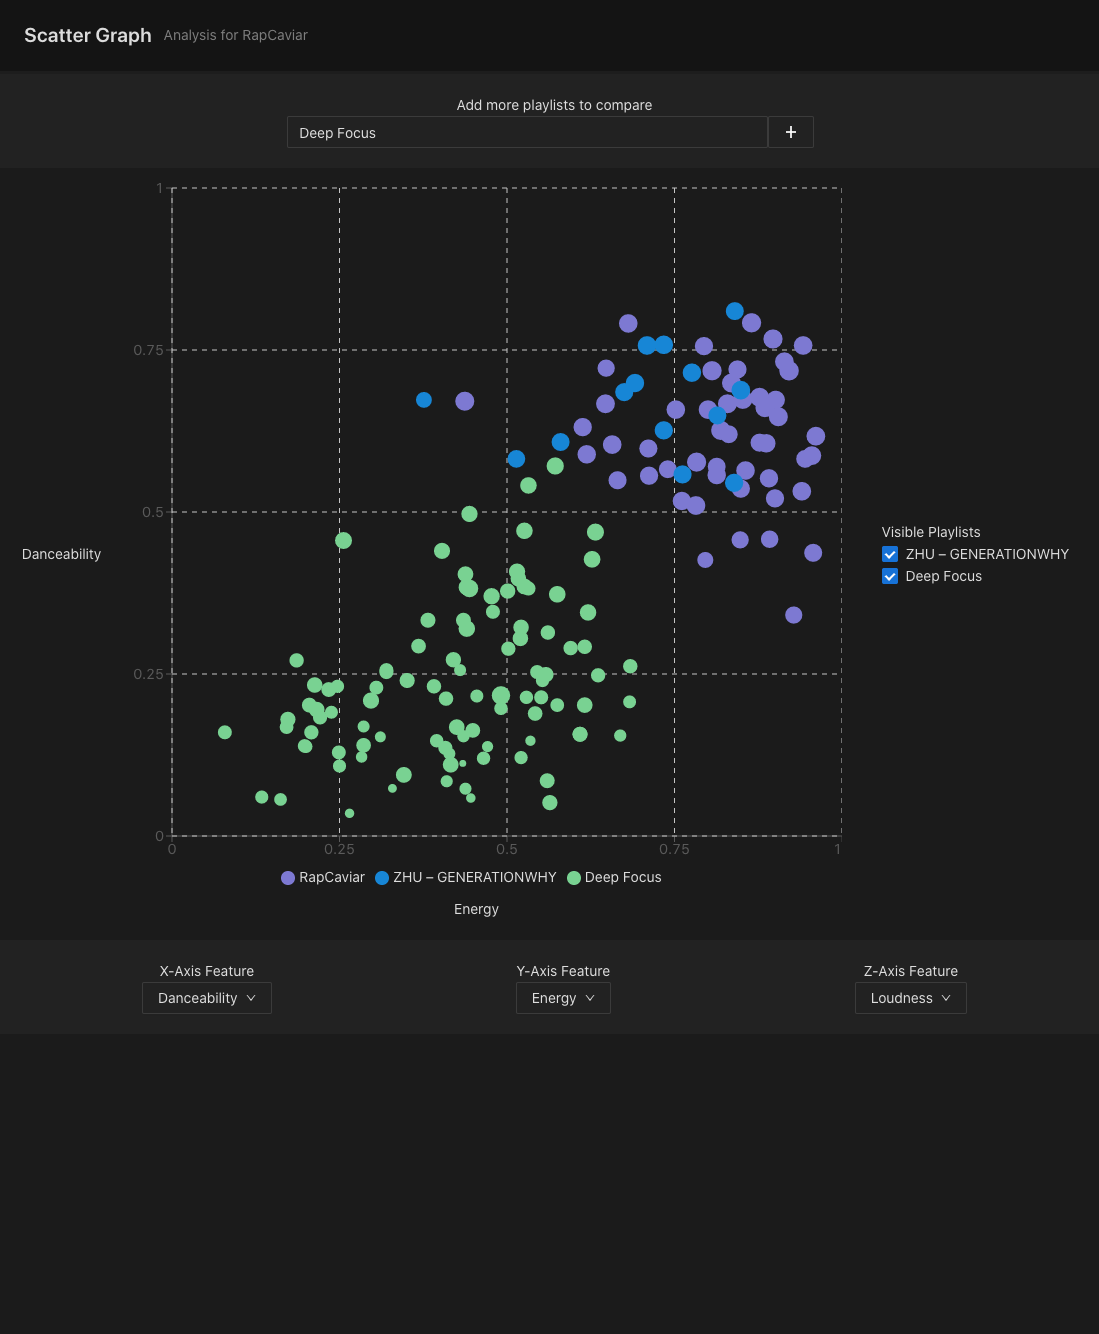 Scatter Graph Analysis for RapCaviar
Add more playlists to compare
Deep Focus +
1
0.75
0.5
0.25
0
Danceability
Visible Playlists
ZHU – GENERATIONWHY
Deep Focus
0 0.25 0.5 0.75 1
RapCaviar ZHU – GENERATIONWHY Deep Focus
Energy
X-Axis Feature Y-Axis Feature Z-Axis Feature
Danceability Energy Loudness